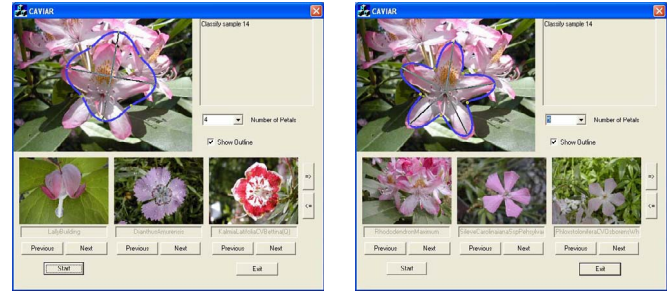 CAVIAR
Classify sample 14
4
Number of Petals
Show Outline
=>
<=
Previous Next Previous Next Previous Next
Start
Exit
CAVIAR
Classify sample 14
5
Number of Petals
Show Outline
RhododendronMaximum
=>
<=
Previous Next Previous Next Previous Next
Start
Exit